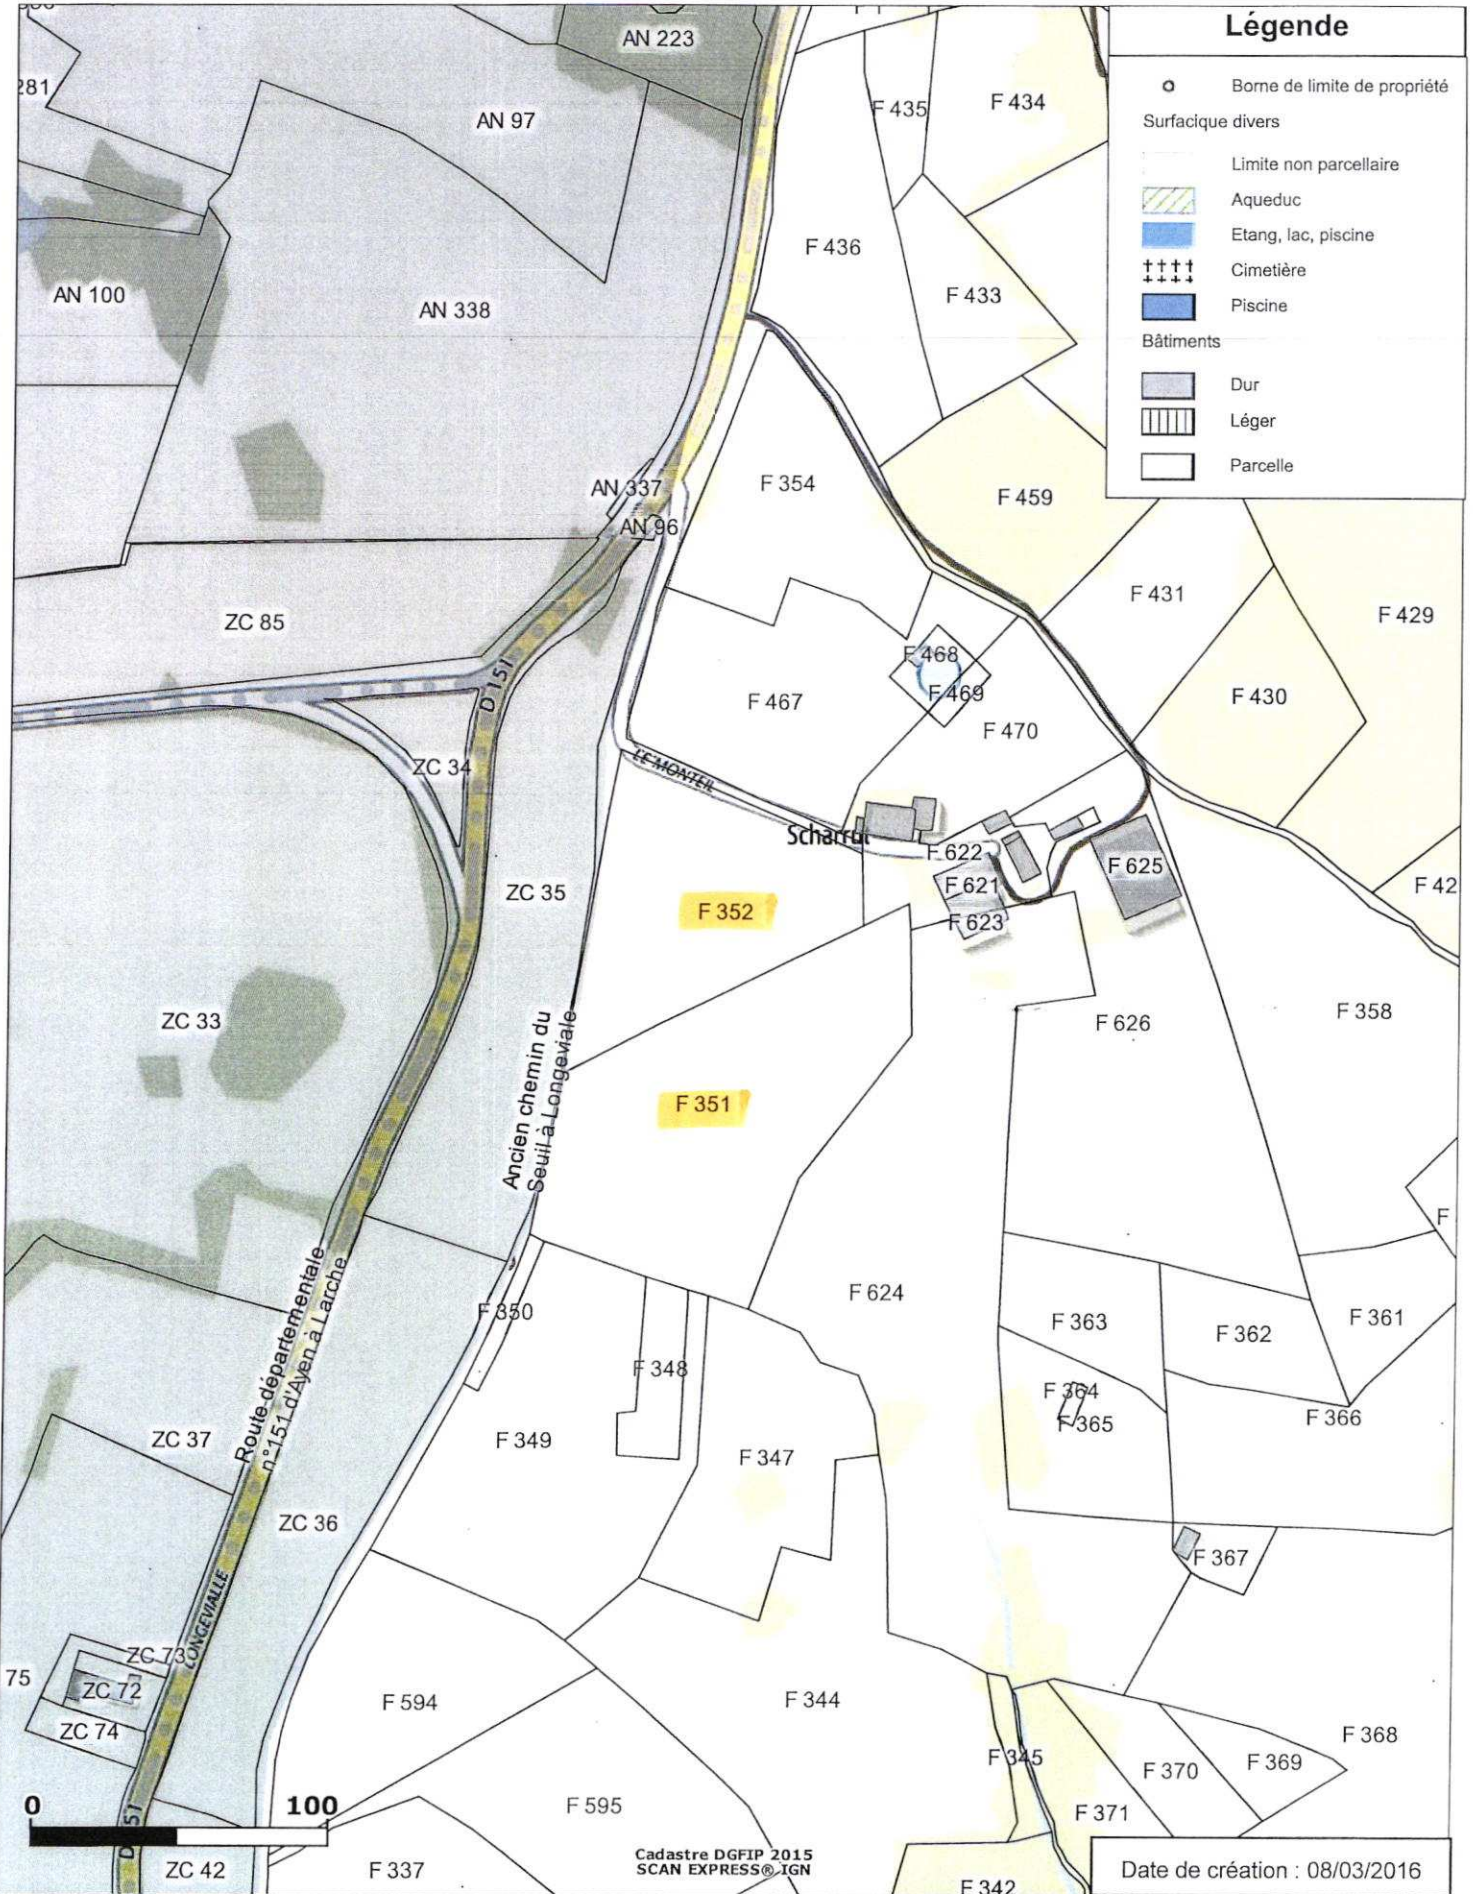 Légende
Borne de limite de propriété
Surfacique divers
Limite non parcellaire
Aqueduc
Etang, lac, piscine
Cimetière
Piscine
Bâtiments
Dur
Léger
Parcelle
AN 223
281
AN 97
F 435
F 434
F 436
AN 100
AN 338
F 433
AN 337
F 354
F 459
AN 96
F 431
F 429
ZC 85
F 468
D 151
F 469
F 430
F 467
F 470
ZC 34
LE MONTEIL
Scharrut
F 622
F 625
F 621
F 42
ZC 35
F 352
F 623
ZC 33
F 626
F 358
Ancien chemin du
Seuil à Longeviale
F 351
F
F 350
F 624
F 363
F 362
F 361
Route départementale
n°151 d'Ayen à Larche
F 348
F 364
F 365
F 366
ZC 37
F 349
F 347
ZC 36
F 367
LONGEVIALLE
ZC 73
75
ZC 72
ZC 74
F 594
F 344
F 345
F 370
F 369
F 368
0 100
F 595
F 371
D 151
ZC 42
F 337
Cadastre DGFIP 2015
SCAN EXPRESS® IGN
F 342
Date de création : 08/03/2016